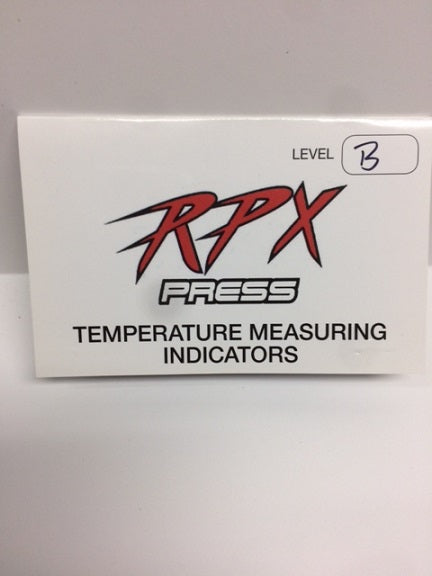 LEVEL B
RPX
PRESS
TEMPERATURE MEASURING
INDICATORS